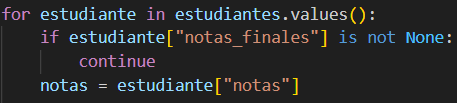 for estudiante in estudiantes.values():
    if estudiante["notas_finales"] is not None:
        continue
    notas = estudiante["notas"]